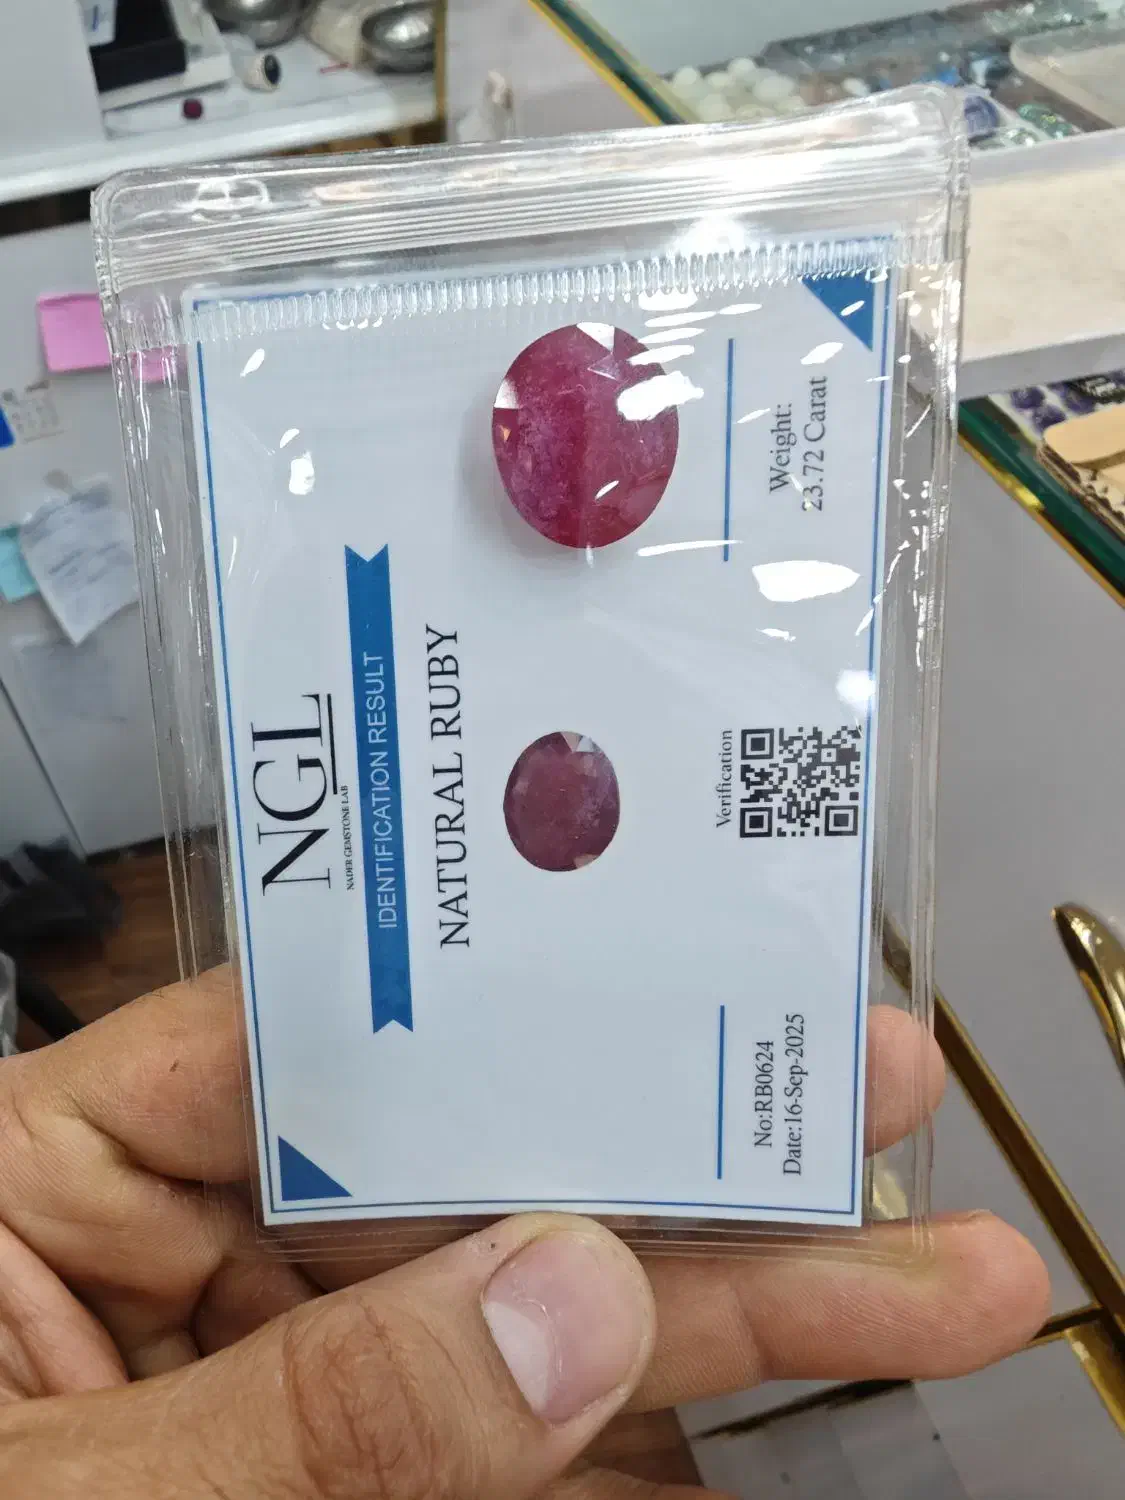 NGL
NADER GEMSTONE LAB
IDENTIFICATION RESULT
NATURAL RUBY
No:RB0624
Date:16-Sep-2025
Verification
Weight:
23.72 Carat